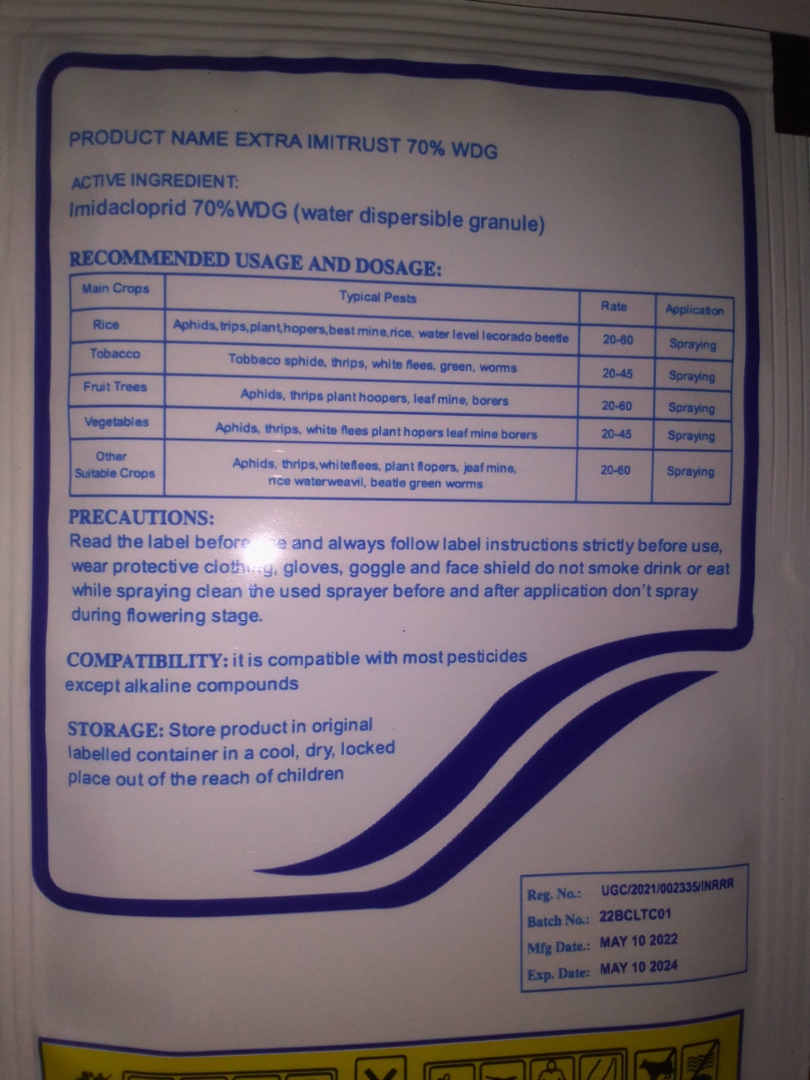 PRODUCT NAME EXTRA IMITRUST 70% WDG
ACTIVE INGREDIENT:
Imidacloprid 70%WDG (water dispersible granule)
RECOMMENDED USAGE AND DOSAGE:
Main Crops Typical Pests Rate Application
Rice Aphids,trips,plant,hopers,best mine,rice, water level lecorado beetle 20-60 Spraying
Tobacco Tobbaco sphide, thrips, white flees, green, worms 20-45 Spraying
Fruit Trees Aphids, thrips plant hoopers, leaf mine, borers 20-60 Spraying
Vegetables Aphids, thrips. white flees plant hopers leaf mine borers 20-45 Spraying
Other
Suitable Crops Aphids, thrips,whiteflees, plant flopers, jeaf mine,
rice waterweavil, beatle green worms 20-60 Spraying
PRECAUTIONS:
Read the label before and always follow label instructions strictly before use,
wear protective clothing, gloves, goggle and face shield do not smoke drink or eat
while spraying clean the used sprayer before and after application don't spray
during flowering stage.
COMPATIBILITY: it is compatible with most pesticides
except alkaline compounds
STORAGE: Store product in original
labelled container in a cool, dry, locked
place out of the reach of children
Reg. No.: UGC/2021/002335/INRRR
Batch No.: 22BCLTC01
Mfg Date.: MAY 10 2022
Exp. Date: MAY 10 2024